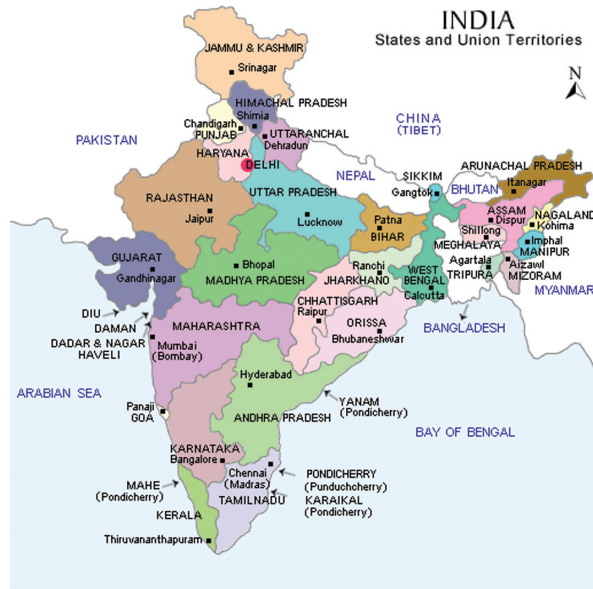 INDIA
States and Union Territories
N
JAMMU & KASHMIR
Srinagar
HIMACHAL PRADESH
Shimia
CHINA
(TIBET)
Chandigarh
PUNJAB
UTTARANCHAL
Dehradun
PAKISTAN
HARYANA
DELHI
NEPAL
SIKKIM
Gangtok
BHUTAN
ARUNACHAL PRADESH
Itanagar
RAJASTHAN
Jaipur
UTTAR PRADESH
Lucknow
Patna
BIHAR
ASSAM
Dispur
NAGALAND
Kohima
Shillong
MEGHALAYA
Imphal
MANIPUR
GUJARAT
Gandhinagar
Bhopal
MADHYA PRADESH
Ranchi
JHARKHAND
WEST
BENGAL
Calcutta
Agartala
TRIPURA
Aizawl
MIZORAM
MYANMAR
CHHATTISGARH
Raipur
DIU
DAMAN
DADAR & NAGAR
HAVELI
MAHARASHTRA
Mumbai
(Bombay)
ORISSA
Bhubaneshwar
BANGLADESH
Hyderabad
ARABIAN SEA
YANAM
(Pondicherry)
Panaji
GOA
ANDHRA PRADESH
BAY OF BENGAL
KARNATAKA
Bangalore
Chennai
(Madras)
PONDICHERRY
(Punduchcherry)
MAHE
(Pondicherry)
TAMILNADU
KARAIKAL
(Pondicherry)
KERALA
Thiruvananthapuram